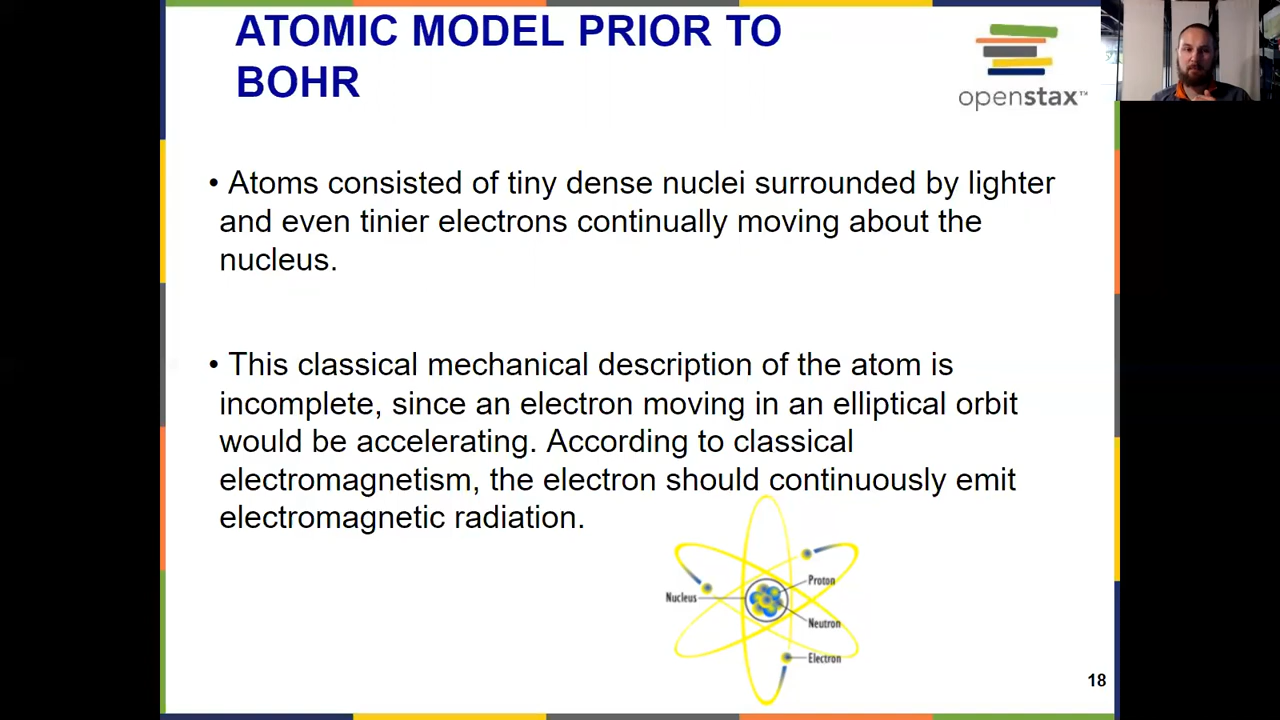 ATOMIC MODEL PRIOR TO
BOHR
openstax™
• Atoms consisted of tiny dense nuclei surrounded by lighter
and even tinier electrons continually moving about the
nucleus.
• This classical mechanical description of the atom is
incomplete, since an electron moving in an elliptical orbit
would be accelerating. According to classical
electromagnetism, the electron should continuously emit
electromagnetic radiation.
Proton
Nucleus
Neutron
Electron
18